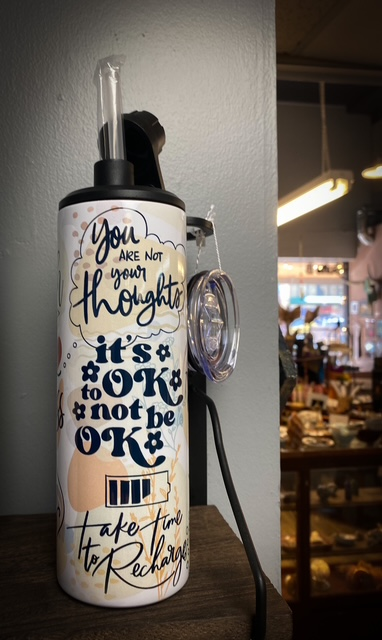 You
ARE NOT
your
thoughts
it's
to OK
not be
OK
take time
to Recharge